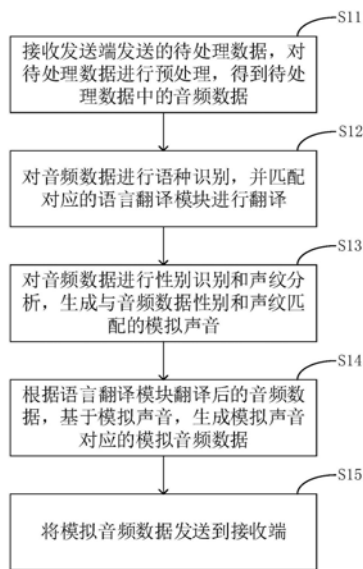 S11
接收发送端发送的待处理数据，对
待处理数据进行预处理，得到待处
理数据中的音频数据
S12
对音频数据进行语种识别，并匹配
对应的语言翻译模块进行翻译
S13
对音频数据进行性别识别和声纹分
析，生成与音频数据性别和声纹匹
配的模拟声音
S14
根据语言翻译模块翻译后的音频数
据，基于模拟声音，生成模拟声音
对应的模拟音频数据
S15
将模拟音频数据发送到接收端